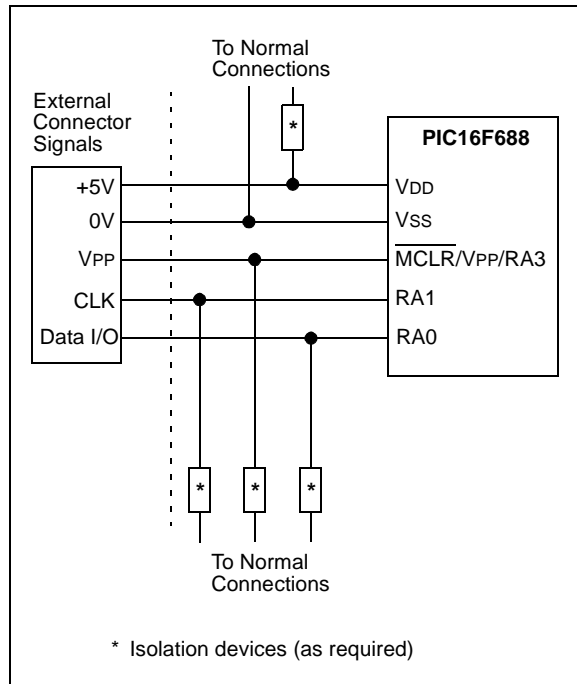 To Normal
Connections
External
Connector
Signals
*
PIC16F688
+5V
VDD
0V
VSS
VPP
MCLR/VPP/RA3
CLK
RA1
Data I/O
RA0
* * *
To Normal
Connections
* Isolation devices (as required)